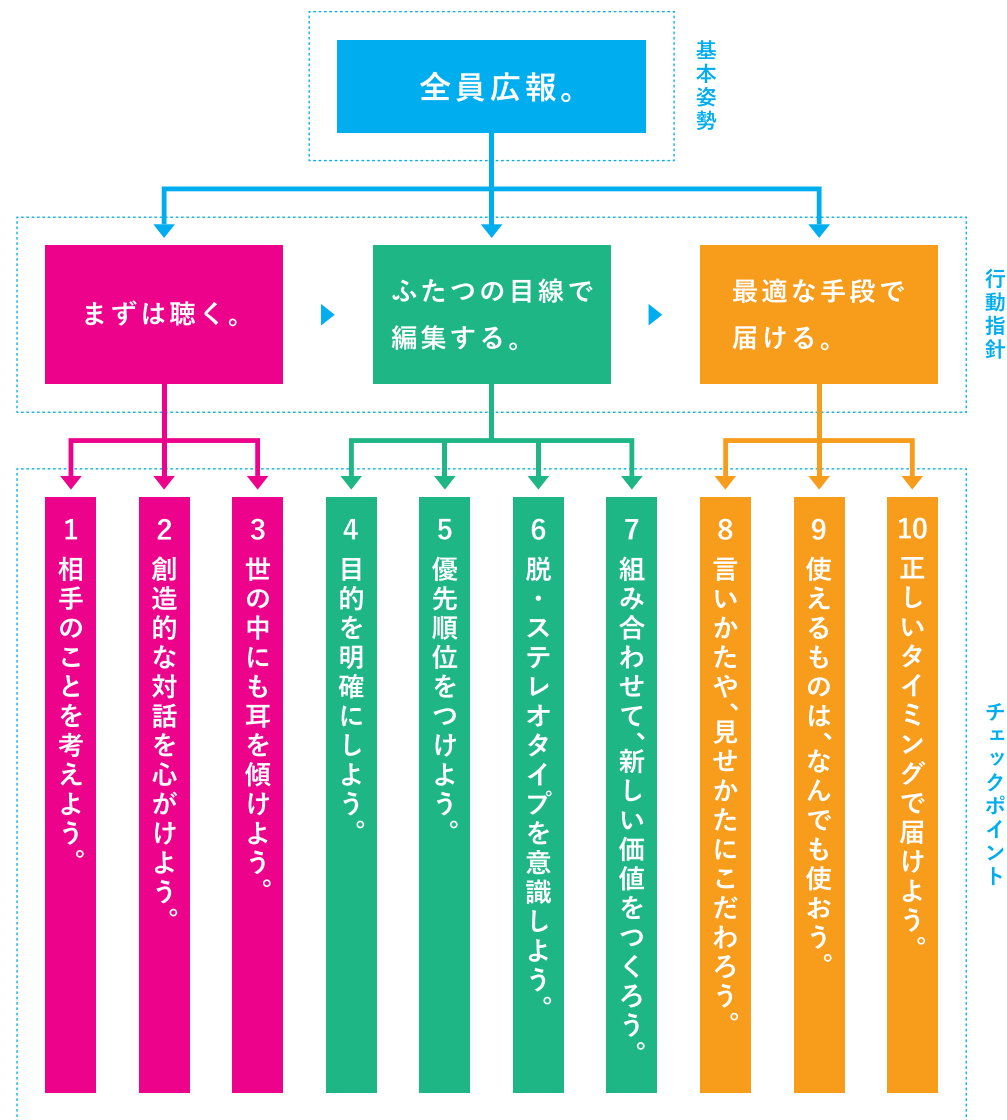 全員広報。
基本姿勢
まずは聴く。
ふたつの目線で
編集する。
最適な手段で
届ける。
行動指針
1 相手のことを考えよう。
2 創造的な対話を心がけよう。
3 世の中にも耳を傾けよう。
4 目的を明確にしよう。
5 優先順位をつけよう。
6 脱・ステレオタイプを意識しよう。
7 組み合わせて、新しい価値をつくろう。
8 言いかたや、見せかたにこだわろう。
9 使えるものは、なんでも使おう。
10 正しいタイミングで届けよう。
チェックポイント